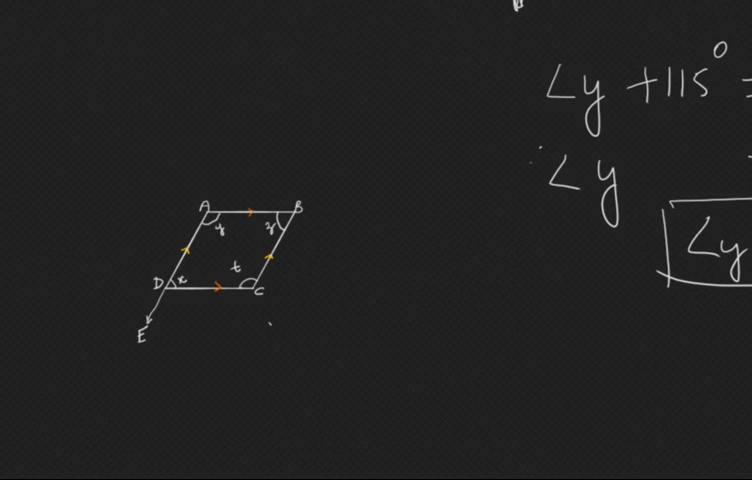 ∠y + 115° =
∠y
∠y
A B
y z
t
D x C
E